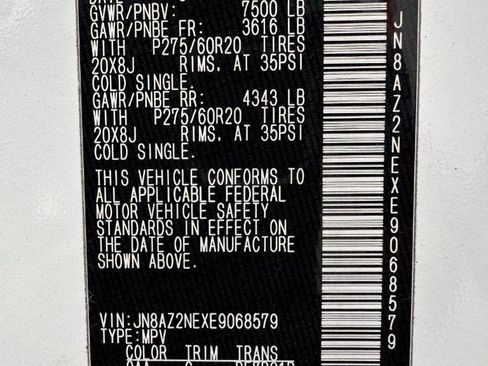 GVWR/PNBV: 7500 LB
GAWR/PNBE FR: 3616 LB
WITH P275/60R20 TIRES
20X8J RIMS. AT 35PSI
COLD SINGLE.
GAWR/PNBE RR: 4343 LB
WITH P275/60R20 TIRES
20X8J RIMS. AT 35PSI
COLD SINGLE.
THIS VEHICLE CONFORMS TO
ALL APPLICABLE FEDERAL
MOTOR VEHICLE SAFETY
STANDARDS IN EFFECT ON
THE DATE OF MANUFACTURE
SHOWN ABOVE.
VIN:JN8AZ2NEXE9068579
TYPE:MPV
COLOR TRIM TRANS
JN8AZ2NEXE9068579